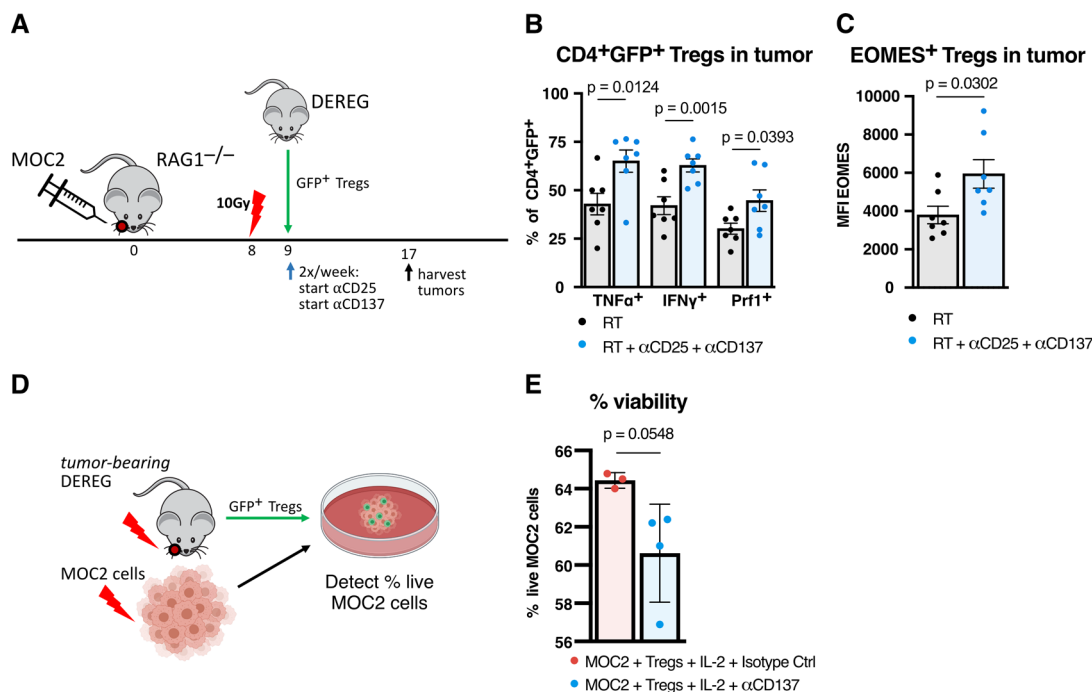 A
MOC2
RAG1–/–
DEREG
GFP+ Tregs
10Gy
0
8
9
17
2x/week:
start αCD25
start αCD137
harvest
tumors
B
CD4+GFP+ Tregs in tumor
p = 0.0124
p = 0.0015
p = 0.0393
% of CD4+GFP+
100
75
50
25
0
TNFα+
IFNγ+
Prf1+
RT
RT + αCD25 + αCD137
C
EOMES+ Tregs in tumor
p = 0.0302
MFI EOMES
10000
8000
6000
4000
2000
0
RT
RT + αCD25 + αCD137
D
tumor-bearing
DEREG
GFP+ Tregs
MOC2 cells
Detect % live
MOC2 cells
E
% viability
p = 0.0548
% live MOC2 cells
66
64
62
60
58
56
MOC2 + Tregs + IL-2 + Isotype Ctrl
MOC2 + Tregs + IL-2 + αCD137